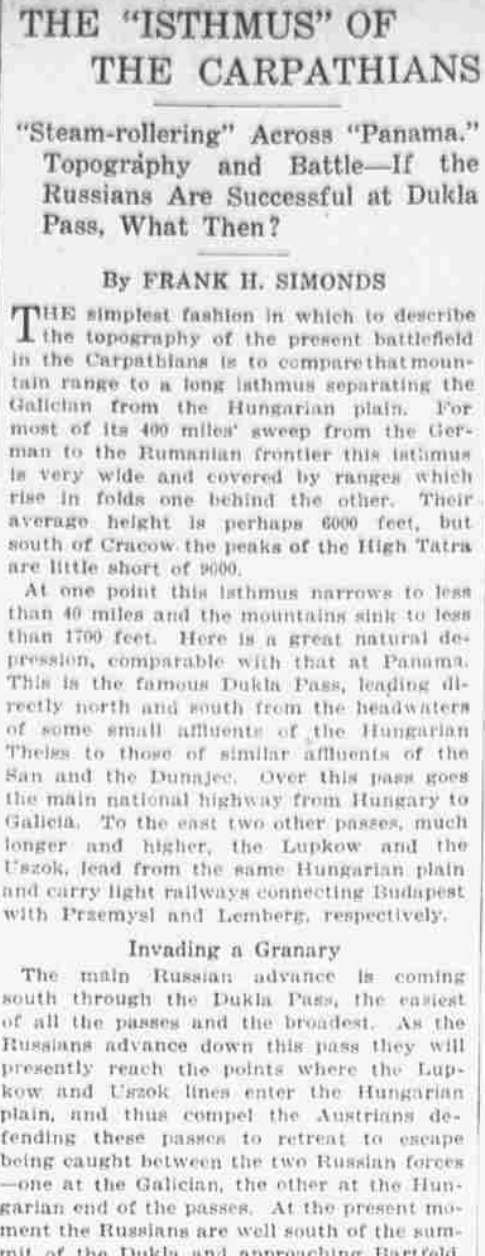 THE "ISTHMUS" OF
THE CARPATHIANS
"Steam-rollering" Across "Panama."
Topography and Battle—If the
Russians Are Successful at Dukla
Pass, What Then?
By FRANK H. SIMONDS
THE simplest fashion in which to describe
the topography of the present battlefield
in the Carpathians is to compare that moun-
tain range to a long isthmus separating the
Galician from the Hungarian plain. For
most of its 400 miles' sweep from the Ger-
man to the Rumanian frontier this isthmus
is very wide and covered by ranges which
rise in folds one behind the other. Their
average height is perhaps 6000 feet, but
south of Cracow the peaks of the High Tatra
are little short of 9000.
At one point this isthmus narrows to less
than 40 miles and the mountains sink to less
than 1700 feet. Here is a great natural de-
pression, comparable with that at Panama.
This is the famous Dukla Pass, leading di-
rectly north and south from the headwaters
of some small affluents of the Hungarian
Theiss to those of similar affluents of the
San and the Dunajec. Over this pass goes
the main national highway from Hungary to
Galicia. To the east two other passes, much
longer and higher, the Lupkow and the
Uszok, lead from the same Hungarian plain
and carry light railways connecting Budapest
with Przemysl and Lemberg, respectively.
Invading a Granary
The main Russian advance is coming
south through the Dukla Pass, the easiest
of all the passes and the broadest. As the
Russians advance down this pass they will
presently reach the points where the Lup-
kow and Uszok lines enter the Hungarian
plain, and thus compel the Austrians de-
fending these passes to retreat to escape
being caught between the two Russian forces
—one at the Galician, the other at the Hun-
garian end of the passes. At the present mo-
ment the Russians are well south of the sum-
mit of the Dukla and approaching Bartfeld,